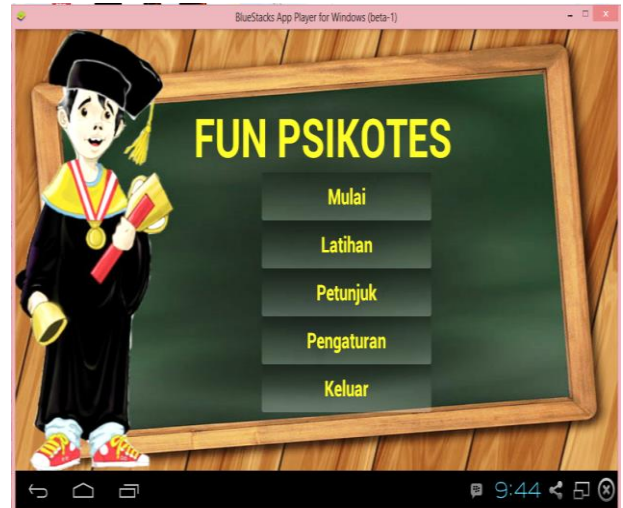 BlueStacks App Player for Windows (beta-1)
FUN PSIKOTES
Mulai
Latihan
Petunjuk
Pengaturan
Keluar
9:44